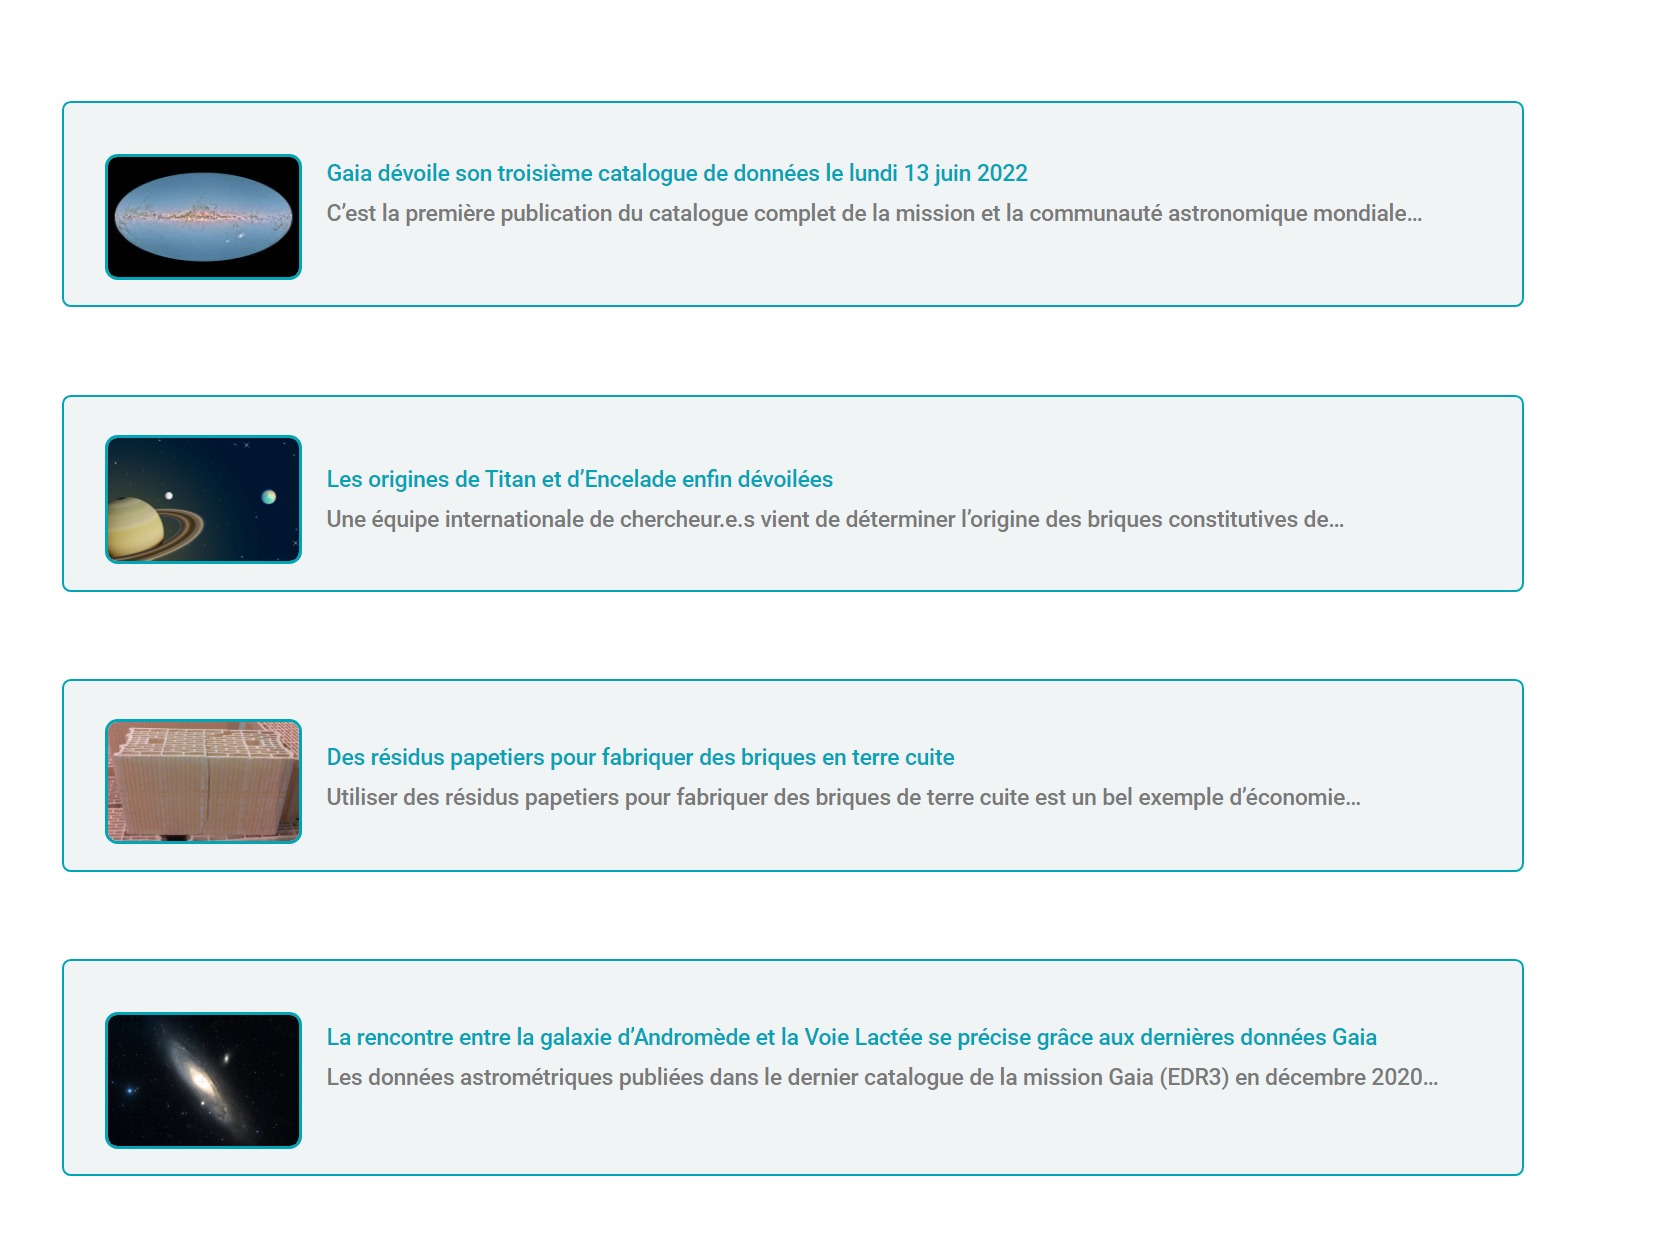 Gaia dévoile son troisième catalogue de données le lundi 13 juin 2022
C’est la première publication du catalogue complet de la mission et la communauté astronomique mondiale…
Les origines de Titan et d’Encelade enfin dévoilées
Une équipe internationale de chercheur.e.s vient de déterminer l’origine des briques constitutives de…
Des résidus papetiers pour fabriquer des briques en terre cuite
Utiliser des résidus papetiers pour fabriquer des briques de terre cuite est un bel exemple d’économie…
La rencontre entre la galaxie d’Andromède et la Voie Lactée se précise grâce aux dernières données Gaia
Les données astrométriques publiées dans le dernier catalogue de la mission Gaia (EDR3) en décembre 2020…